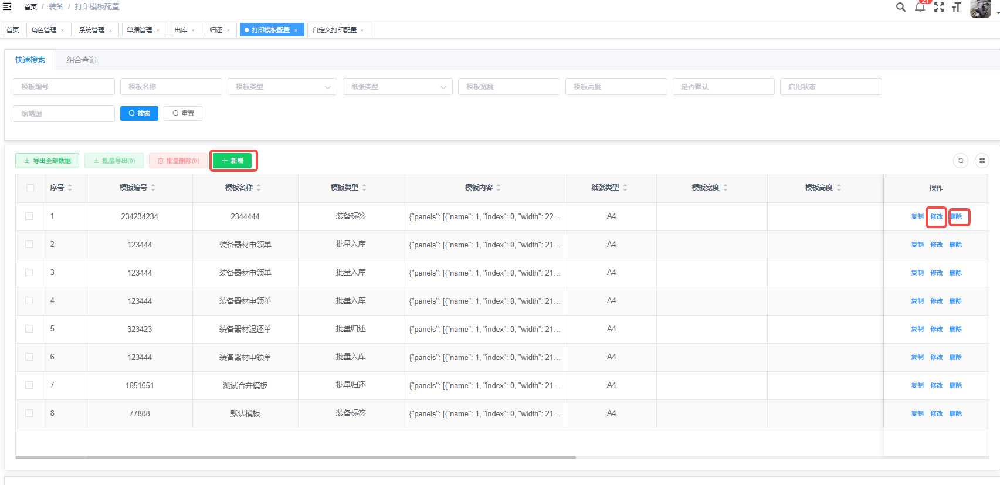 首页 / 装备 / 打印模板配置
21
首页 角色管理 × 系统管理 × 单据管理 × 出库 × 归还 × 打印模板配置 × 自定义打印配置 ×
快速搜索 组合查询
模板编号 模板名称 模板类型 纸张类型 模板宽度 模板高度 是否默认 启用状态
缩略图 搜索 重置
导出全部数据 批量导出(0) 批量删除(0) 新增
序号 模板编号 模板名称 模板类型 模板内容 纸张类型 模板宽度 模板高度 操作
1 234234234 2344444 装备标签 {"panels": [{"name": 1, "index": 0, "width": 22... A4 复制 修改 删除
2 123444 装备器材申领单 批量入库 {"panels": [{"name": 1, "index": 0, "width": 21... A4 复制 修改 删除
3 123444 装备器材申领单 批量入库 {"panels": [{"name": 1, "index": 0, "width": 21... A4 复制 修改 删除
4 123444 装备器材申领单 批量入库 {"panels": [{"name": 1, "index": 0, "width": 21... A4 复制 修改 删除
5 323423 装备器材退还单 批量归还 {"panels": [{"name": 1, "index": 0, "width": 21... A4 复制 修改 删除
6 123444 装备器材申领单 批量入库 {"panels": [{"name": 1, "index": 0, "width": 21... A4 复制 修改 删除
7 1651651 测试合并模板 批量归还 {"panels": [{"name": 1, "index": 0, "width": 21... A4 复制 修改 删除
8 77888 默认模板 装备标签 {"panels": [{"name": 1, "index": 0, "width": 21... A4 复制 修改 删除